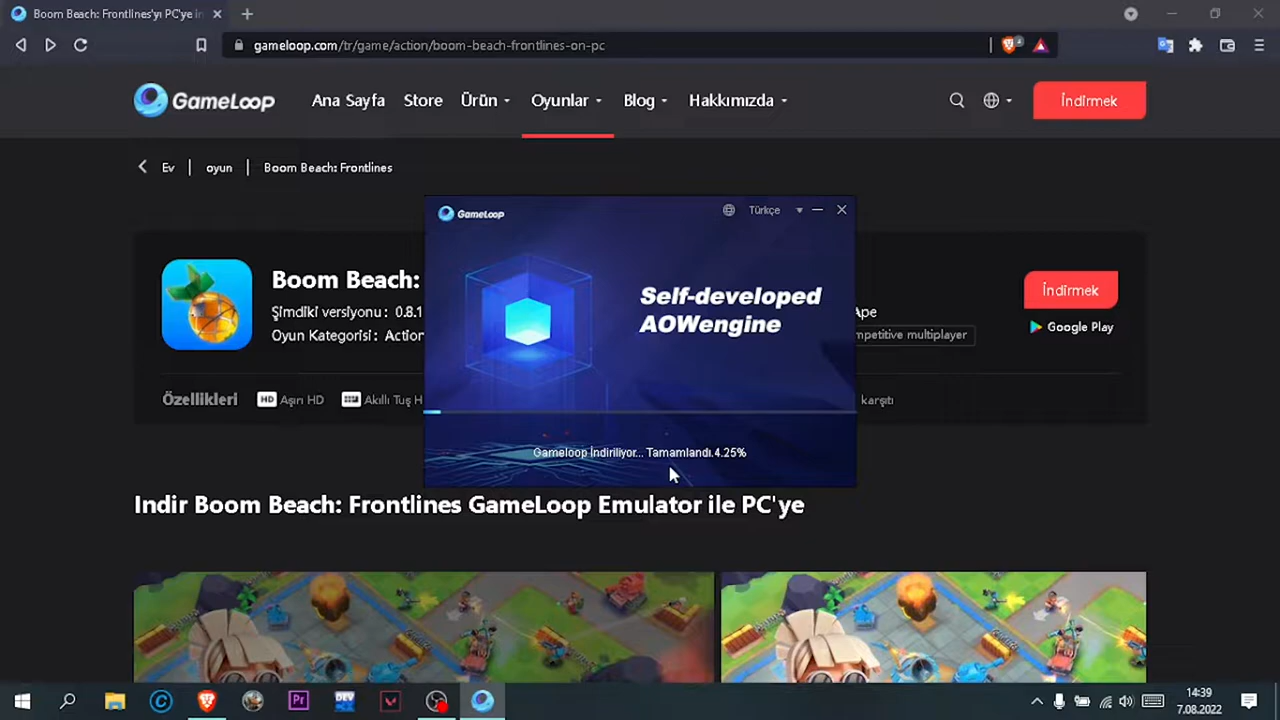 Boom Beach: Frontlines'yı PC'ye in
gameloop.com/tr/game/action/boom-beach-frontlines-on-pc
GameLoop
Ana Sayfa
Store
Ürün
Oyunlar
Blog
Hakkımızda
İndirmek
Ev
oyun
Boom Beach: Frontlines
GameLoop
Türkçe
Self-developed
AOWengine
Gameloop İndiriliyor... Tamamlandı.4.25%
Boom Beach:
Şimdiki versiyonu : 0.8.1
Ape
Oyun Kategorisi : Action
mpetitive multiplayer
İndirmek
Google Play
Özellikleri
HD
Aşırı HD
Akıllı Tuş H
karşıtı
Indir Boom Beach: Frontlines GameLoop Emulator ile PC'ye
Pr
DEV
14:39
7.08.2022